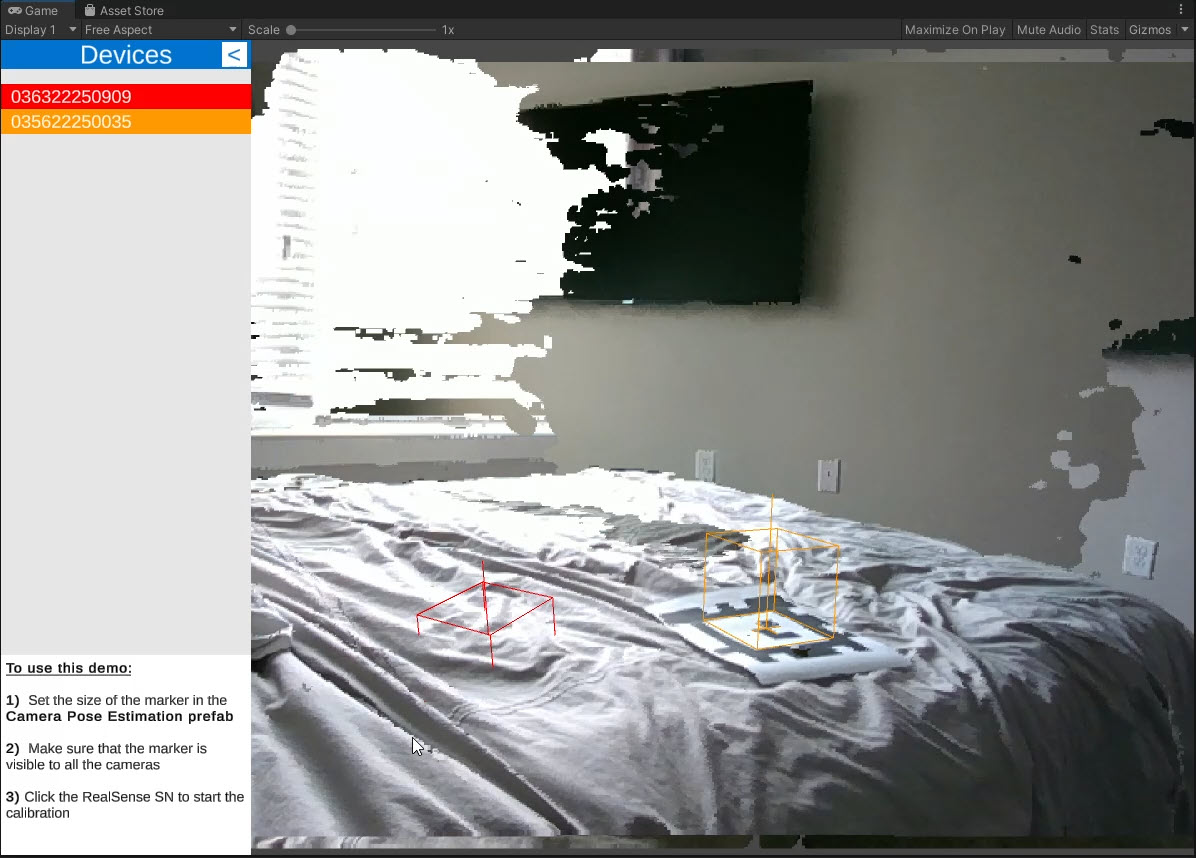 Game
Asset Store
Display 1
Free Aspect
Scale
1x
Maximize On Play
Mute Audio
Stats
Gizmos
Devices
<
036322250909
035622250035
To use this demo:
1) Set the size of the marker in the
Camera Pose Estimation prefab
2) Make sure that the marker is
visible to all the cameras
3) Click the RealSense SN to start the
calibration